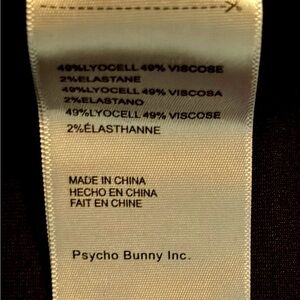 49%LYOCELL 49% VISCOSE
2%ELASTANE
49%LYOCELL 49% VISCOSA
2%ELASTANO
49%LYOCELL 49% VISCOSE
2%ÉLASTHANNE
MADE IN CHINA
HECHO EN CHINA
FAIT EN CHINE
Psycho Bunny Inc.